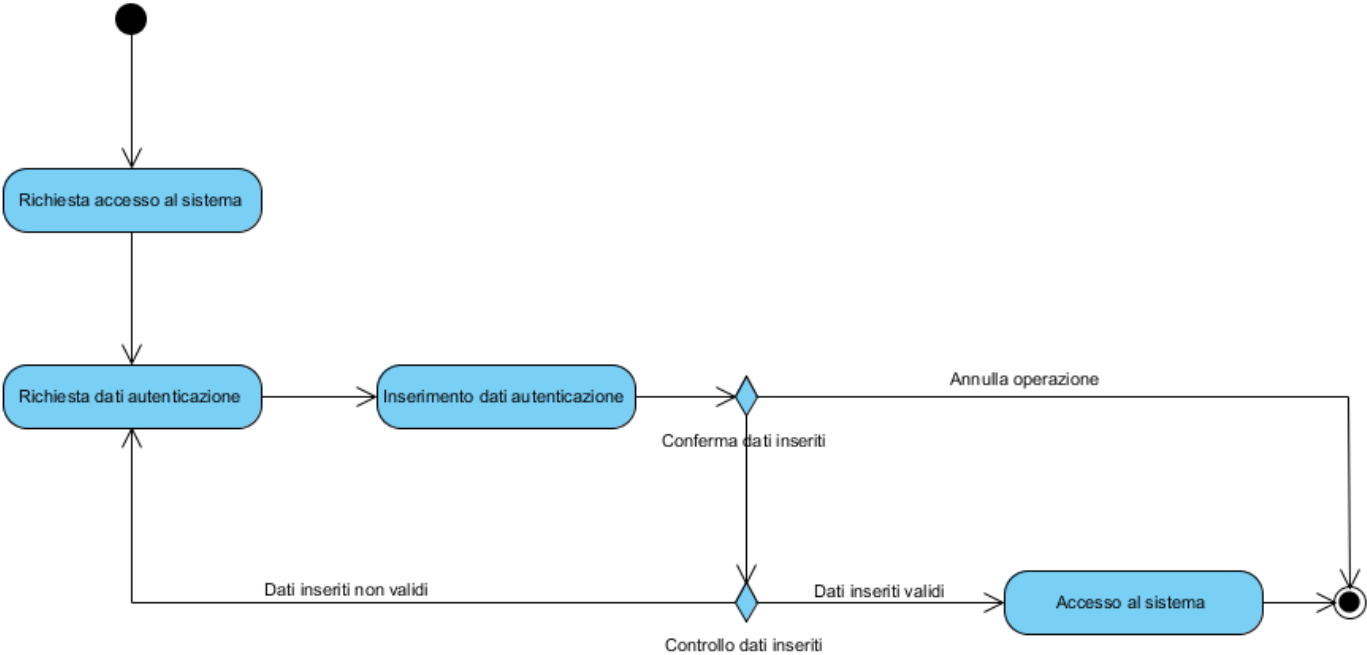 Richiesta accesso al sistema
Richiesta dati autenticazione
Inserimento dati autenticazione
Annulla operazione
Conferma dati inseriti
Dati inseriti non validi
Dati inseriti validi
Accesso al sistema
Controllo dati inseriti